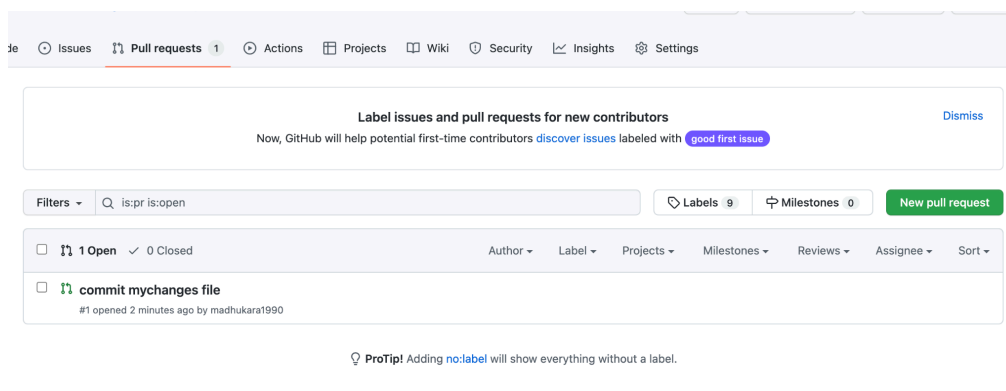 de Issues Pull requests 1 Actions Projects Wiki Security Insights Settings
Label issues and pull requests for new contributors
Dismiss
Now, GitHub will help potential first-time contributors discover issues labeled with good first issue
Filters is:pr is:open Labels 9 Milestones 0 New pull request
1 Open 0 Closed Author Label Projects Milestones Reviews Assignee Sort
commit mychanges file
#1 opened 2 minutes ago by madhukara1990
ProTip! Adding no:label will show everything without a label.